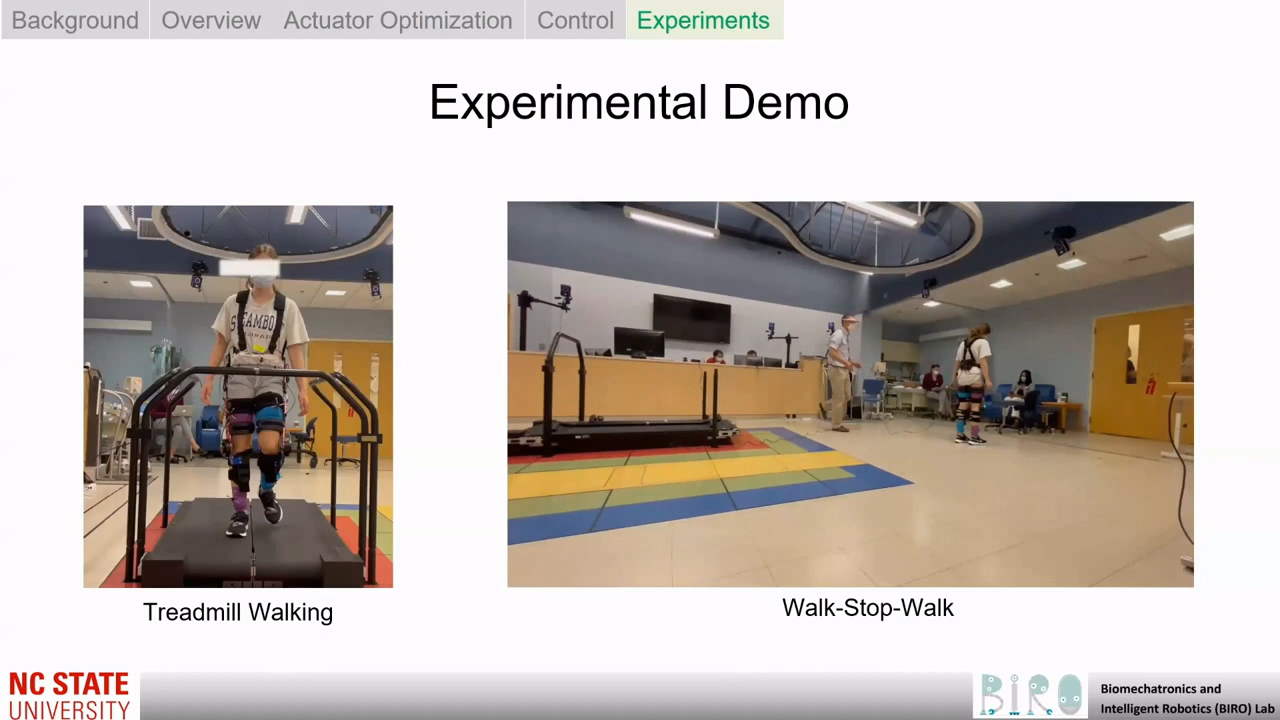 Background Overview Actuator Optimization Control Experiments
Experimental Demo
Treadmill Walking
Walk-Stop-Walk
NC STATE
UNIVERSITY
BiRO
Biomechatronics and
Intelligent Robotics (BIRO) Lab